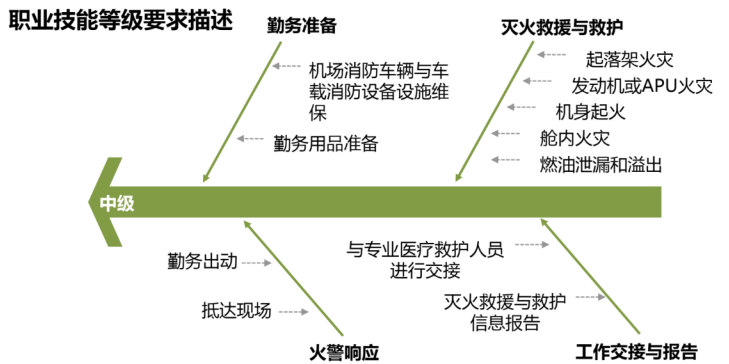 职业技能等级要求描述
勤务准备
机场消防车辆与车
载消防设备设施维
保
勤务用品准备
灭火救援与救护
起落架火灾
发动机或APU火灾
机身起火
舱内火灾
燃油泄漏和溢出
中级
勤务出动
抵达现场
火警响应
与专业医疗救护人员
进行交接
灭火救援与救护
信息报告
工作交接与报告